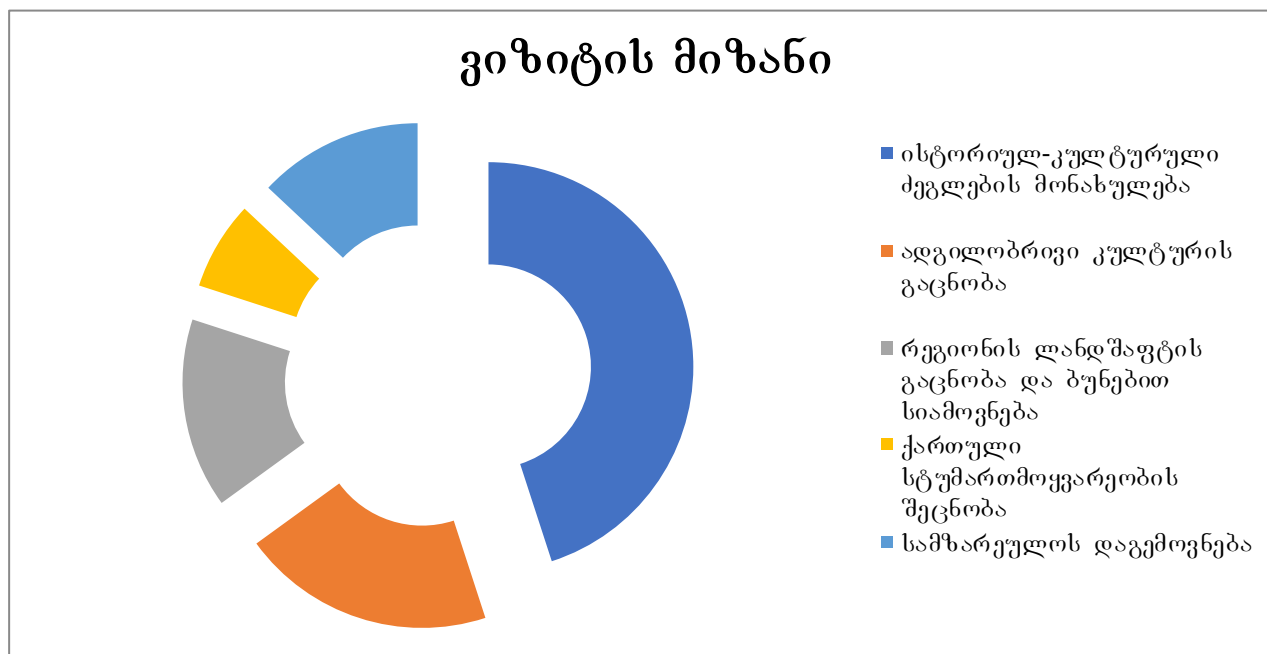 ვიზიტის მიზანი
ისტორიულ-კულტურული
ძეგლების მონახულება
ადგილობრივი კულტურის
გაცნობა
რეგიონის ლანდშაფტის
გაცნობა და ბუნებით
სიამოვნება
ქართული
სტუმართმოყვარეობის
შეცნობა
სამზარეულოს დაგემოვნება